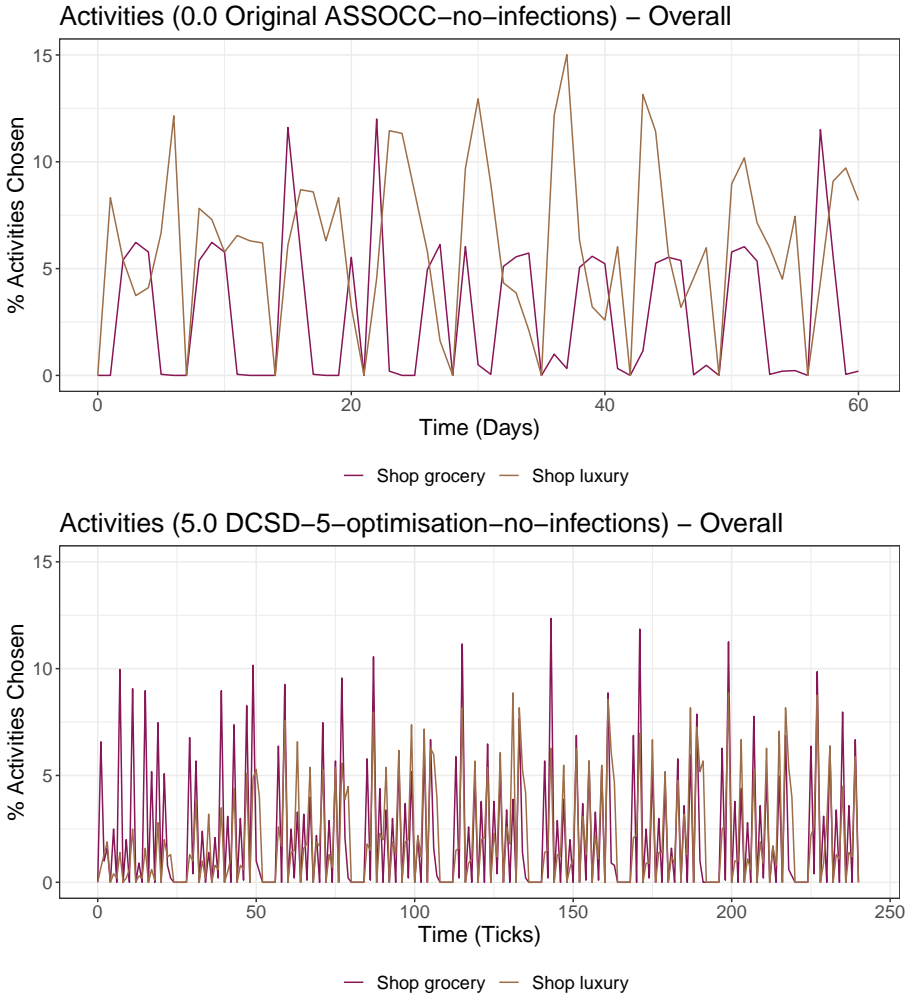 Activities (0.0 Original ASSOCC−no−infections) − Overall
15
10
5
0
% Activities Chosen
0 20 40 60
Time (Days)
Shop grocery Shop luxury
Activities (5.0 DCSD−5−optimisation−no−infections) − Overall
15
10
5
0
% Activities Chosen
0 50 100 150 200 250
Time (Ticks)
Shop grocery Shop luxury